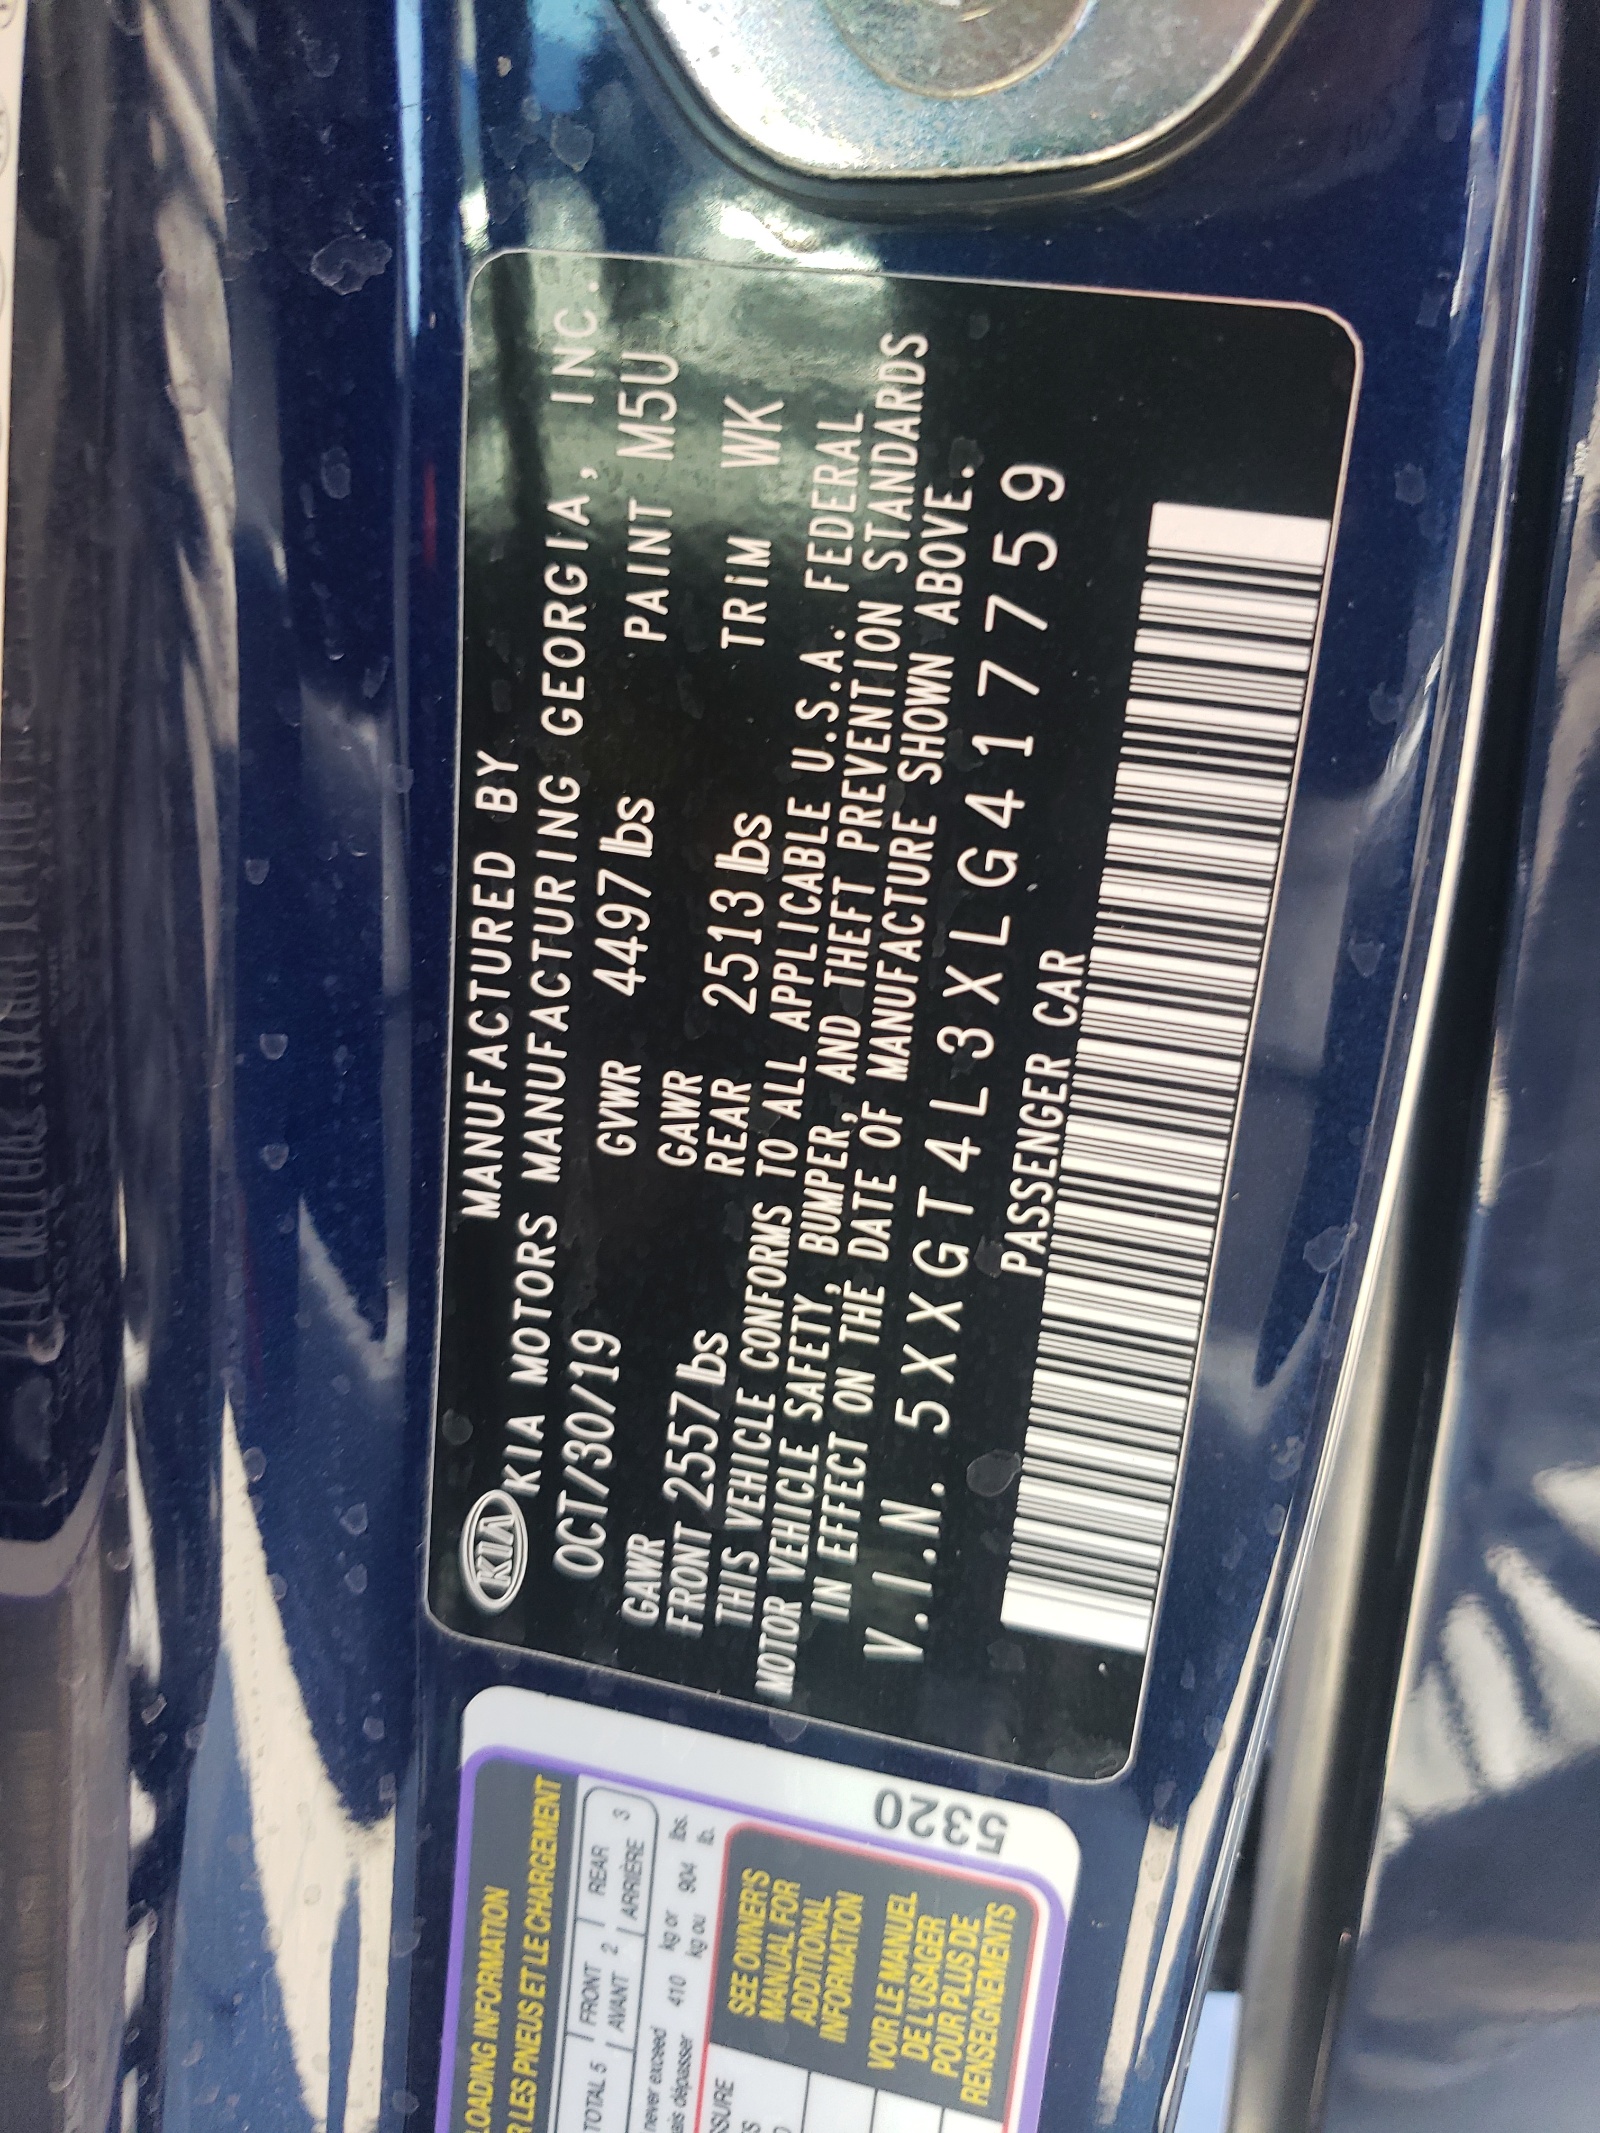 KIA
MANUFACTURED BY
KIA MOTORS MANUFACTURING GEORGIA, INC.
OCT/30/19 GVWR 4497 lbs PAINT M5U
GAWR GAWR
FRONT 2557 lbs REAR 2513 lbs TRIM WK
THIS VEHICLE CONFORMS TO ALL APPLICABLE U.S.A. FEDERAL
MOTOR VEHICLE SAFETY, BUMPER, AND THEFT PREVENTION STANDARDS
IN EFFECT ON THE DATE OF MANUFACTURE SHOWN ABOVE.
V.I.N. 5XXGT4L3XLG417759
PASSENGER CAR
LOADING INFORMATION
LES PNEUS ET LE CHARGEMENT
TOTAL 5 FRONT 2 REAR 3
AVANT ARRIÈRE
never exceed 410 kg or 904 lbs.
dépasser kg ou lb.
SEE OWNER'S
MANUAL FOR
ADDITIONAL
INFORMATION
VOIR LE MANUEL
DE L'USAGER
POUR PLUS DE
RENSEIGNEMENTS
5320